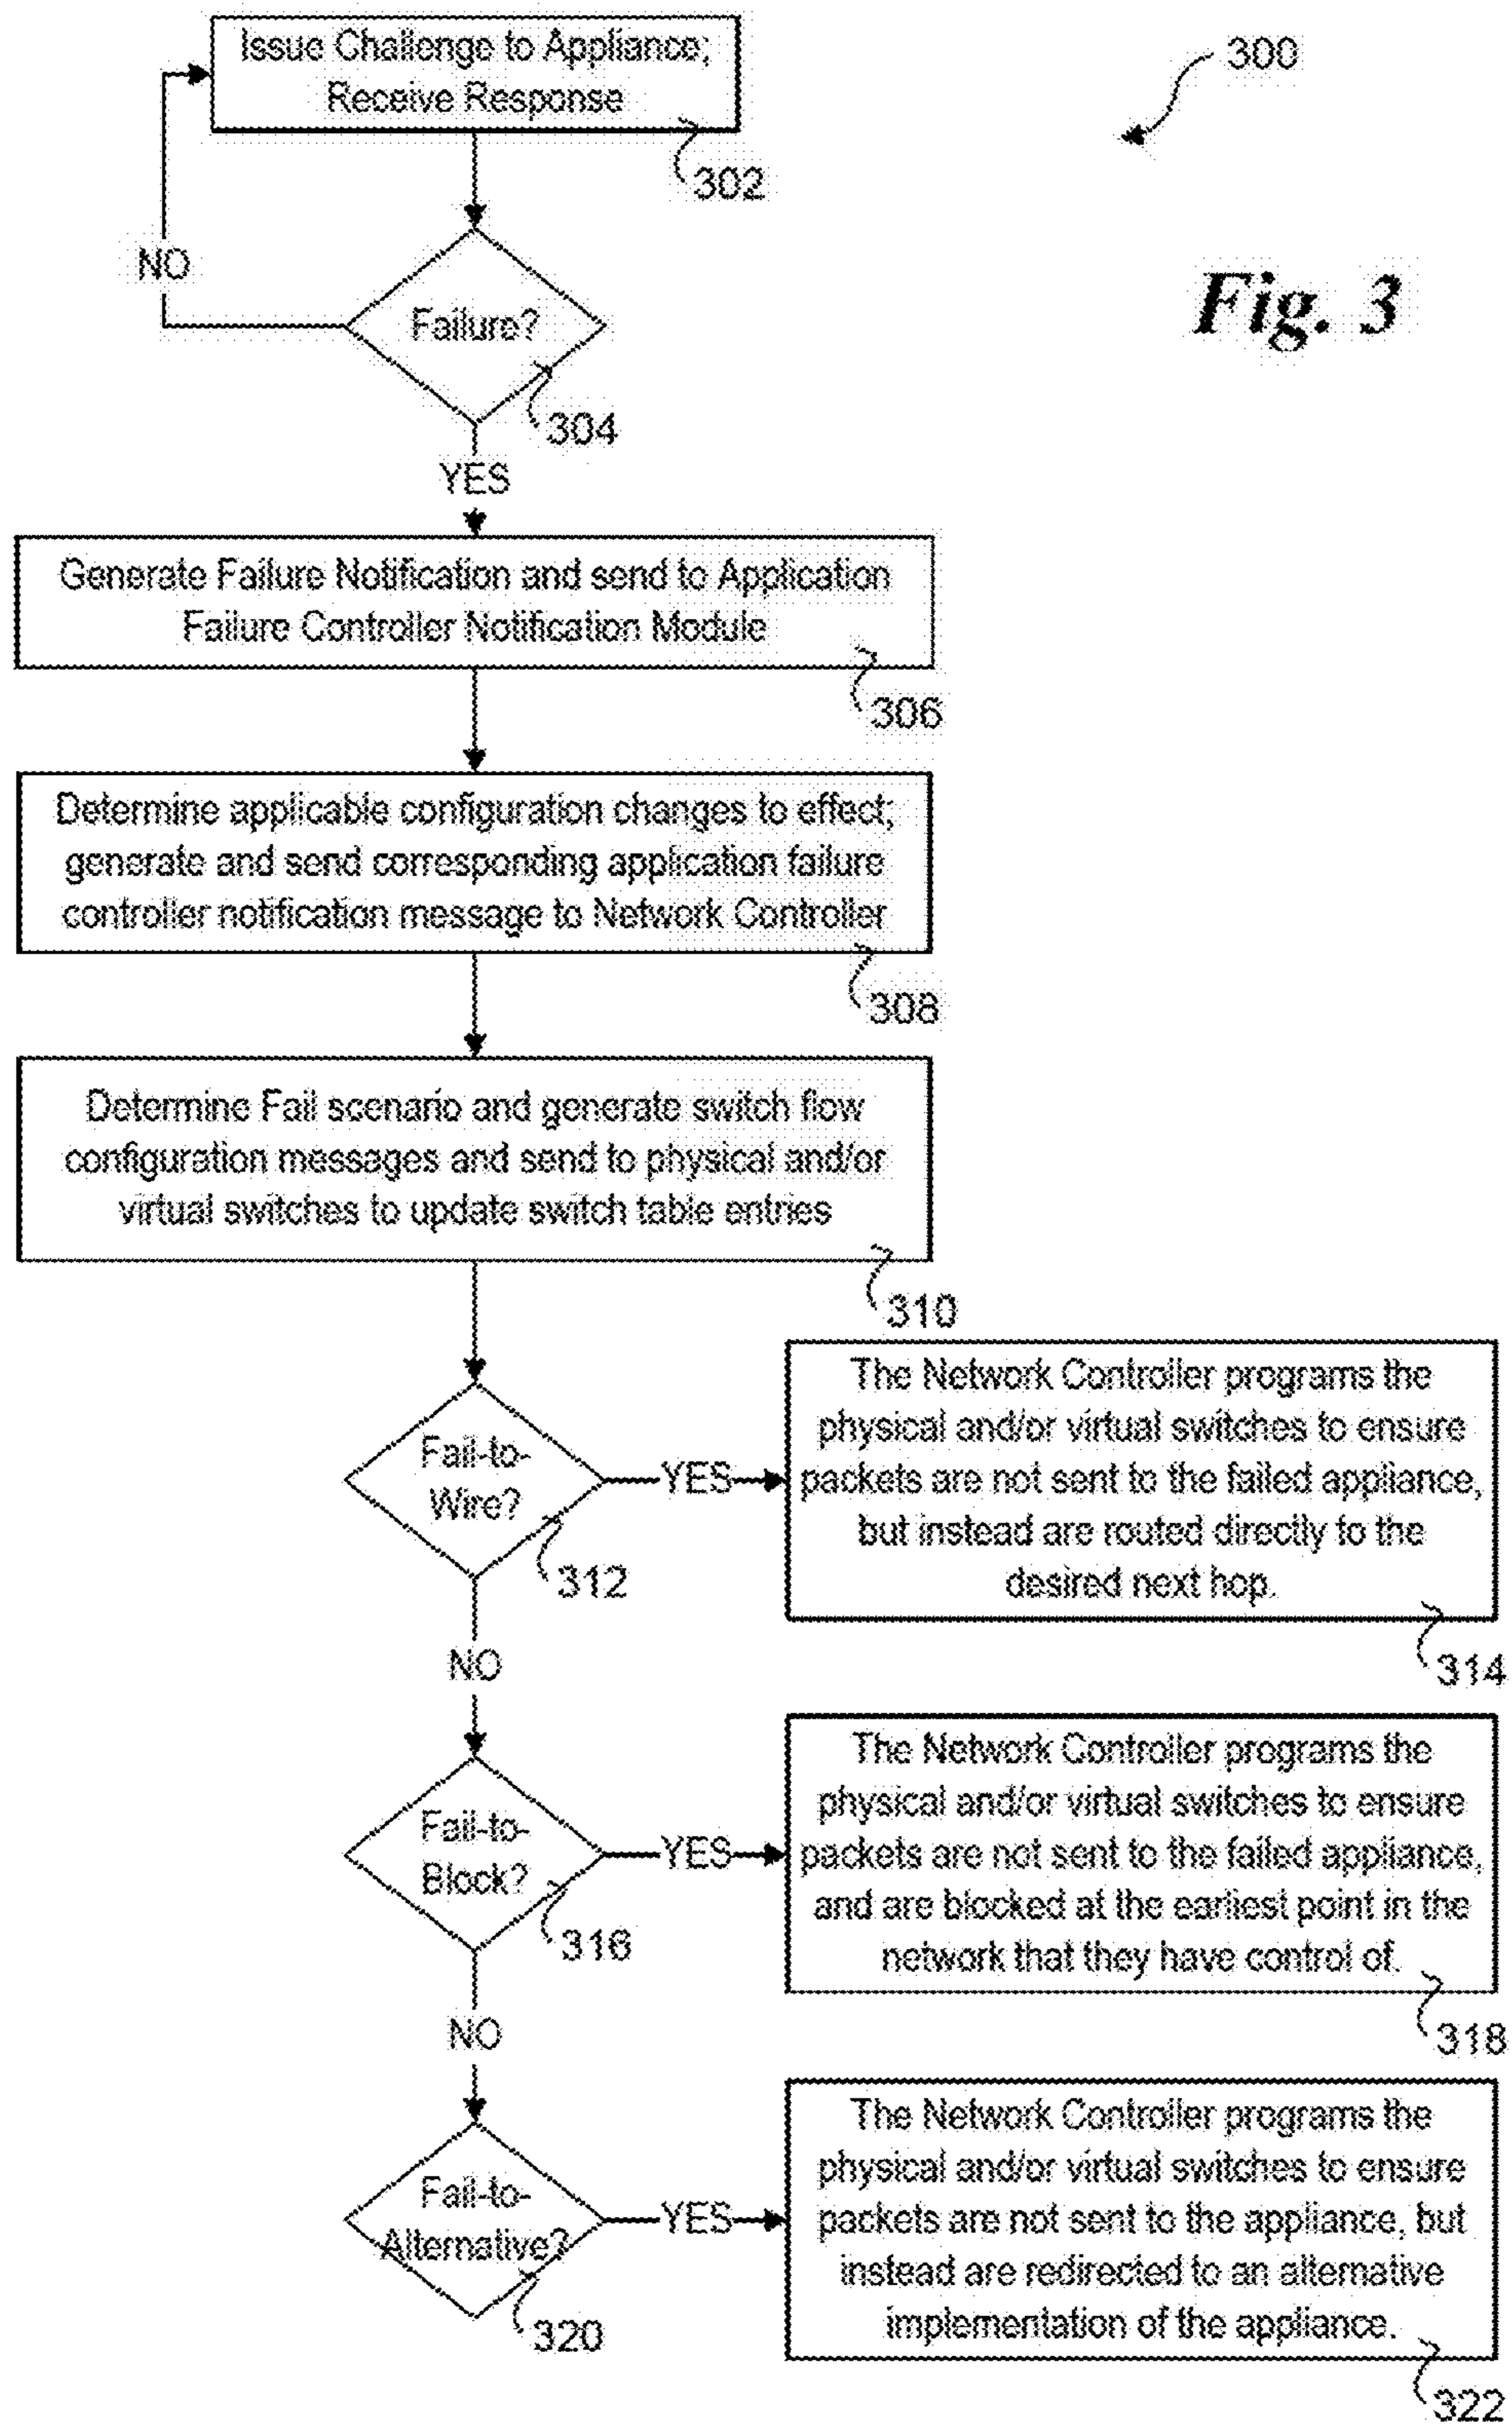 Issue Challenge to Appliance;
Receive Response
300
302
NO
Fig. 3
Failure?
304
YES
Generate Failure Notification and send to Application
Failure Controller Notification Module
306
Determine applicable configuration changes to effect;
generate and send corresponding application failure
controller notification message to Network Controller
308
Determine Fail scenario and generate switch flow
configuration messages and send to physical and/or
virtual switches to update switch table entries
310
Fail-to-
Wire?
312
YES
The Network Controller programs the
physical and/or virtual switches to ensure
packets are not sent to the failed appliance,
but instead are routed directly to the
desired next hop.
314
NO
Fail-to-
Block?
316
YES
The Network Controller programs the
physical and/or virtual switches to ensure
packets are not sent to the failed appliance,
and are blocked at the earliest point in the
network that they have control of.
318
NO
Fail-to-
Alternative?
320
YES
The Network Controller programs the
physical and/or virtual switches to ensure
packets are not sent to the appliance, but
instead are redirected to an alternative
implementation of the appliance.
322